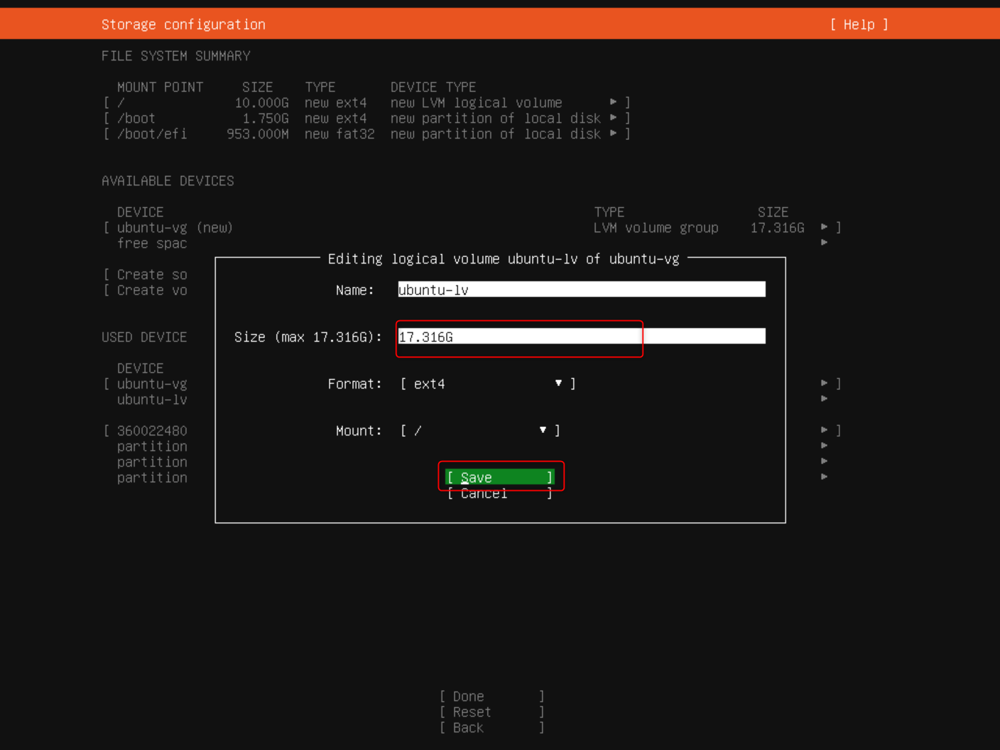 Storage configuration [ Help ]
FILE SYSTEM SUMMARY
MOUNT POINT SIZE TYPE DEVICE TYPE
[ / 10.000G new ext4 new LVM logical volume ▸ ]
[ /boot 1.750G new ext4 new partition of local disk ▸ ]
[ /boot/efi 953.000M new fat32 new partition of local disk ▸ ]
AVAILABLE DEVICES
DEVICE TYPE SIZE
[ ubuntu-vg (new) LVM volume group 17.316G ▸ ]
free spac ▸
Editing logical volume ubuntu-lv of ubuntu-vg
[ Create so
[ Create vo
Name: ubuntu-lv
USED DEVICE
Size (max 17.316G): 17.316G
DEVICE
[ ubuntu-vg ▸ ]
Format: [ ext4 ▾ ]
ubuntu-lv ▸
[ 360022480 ▸ ]
Mount: [ / ▾ ]
partition ▸
partition ▸
partition ▸
[ Save ]
[ Cancel ]
[ Done ]
[ Reset ]
[ Back ]